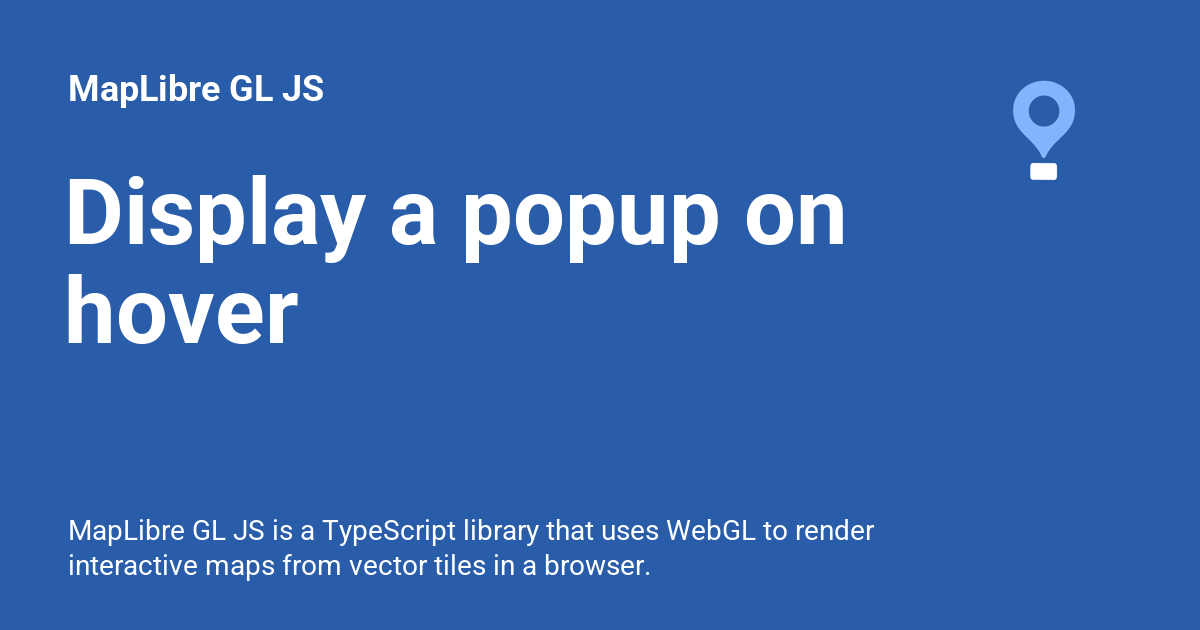 MapLibre GL JS
Display a popup on
hover
MapLibre GL JS is a TypeScript library that uses WebGL to render
interactive maps from vector tiles in a browser.